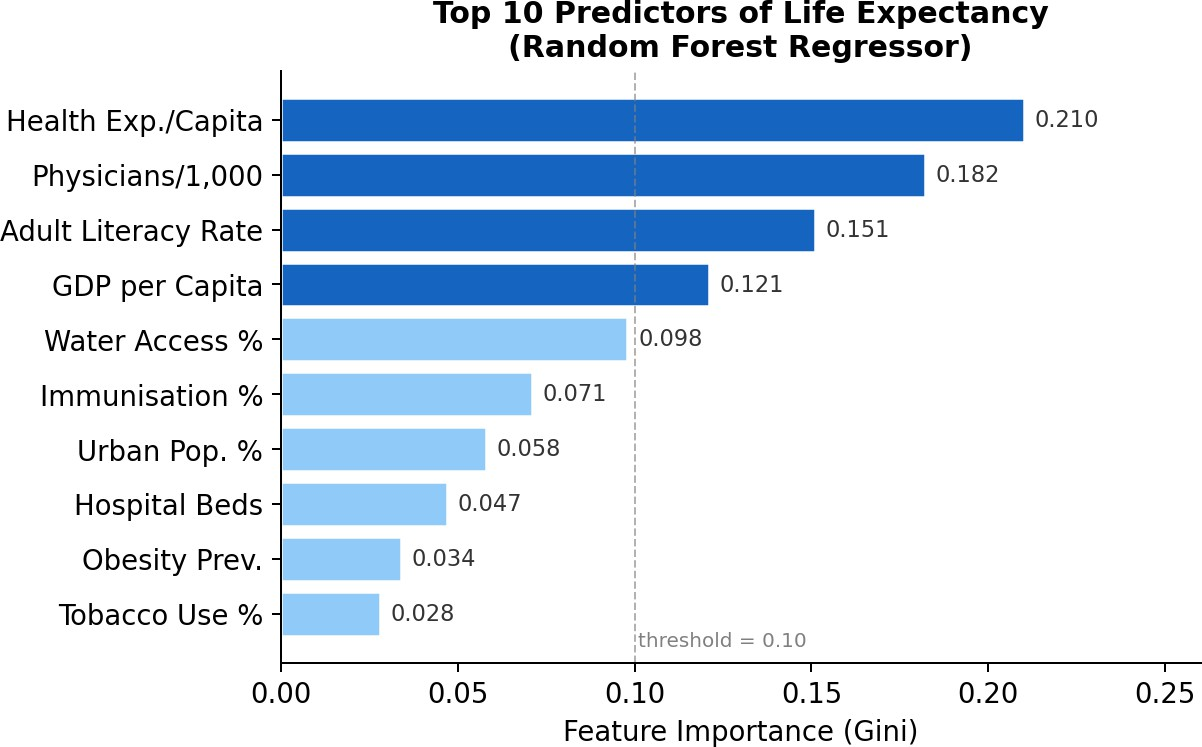 Top 10 Predictors of Life Expectancy
(Random Forest Regressor)
Health Exp./Capita 0.210
Physicians/1,000 0.182
Adult Literacy Rate 0.151
GDP per Capita 0.121
Water Access % 0.098
Immunisation % 0.071
Urban Pop. % 0.058
Hospital Beds 0.047
Obesity Prev. 0.034
Tobacco Use % 0.028
threshold = 0.10
0.00 0.05 0.10 0.15 0.20 0.25
Feature Importance (Gini)